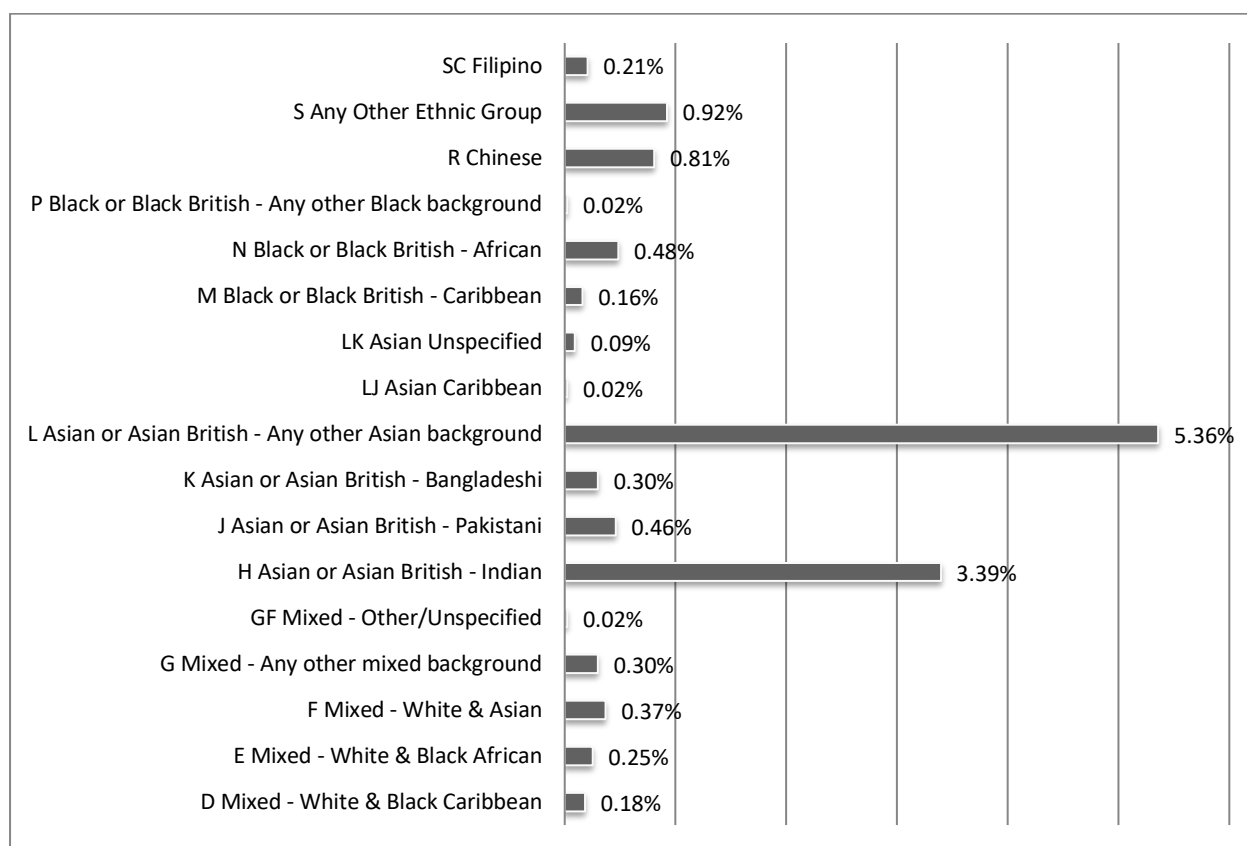 SC Filipino 0.21%
S Any Other Ethnic Group 0.92%
R Chinese 0.81%
P Black or Black British - Any other Black background 0.02%
N Black or Black British - African 0.48%
M Black or Black British - Caribbean 0.16%
LK Asian Unspecified 0.09%
LJ Asian Caribbean 0.02%
L Asian or Asian British - Any other Asian background 5.36%
K Asian or Asian British - Bangladeshi 0.30%
J Asian or Asian British - Pakistani 0.46%
H Asian or Asian British - Indian 3.39%
GF Mixed - Other/Unspecified 0.02%
G Mixed - Any other mixed background 0.30%
F Mixed - White & Asian 0.37%
E Mixed - White & Black African 0.25%
D Mixed - White & Black Caribbean 0.18%